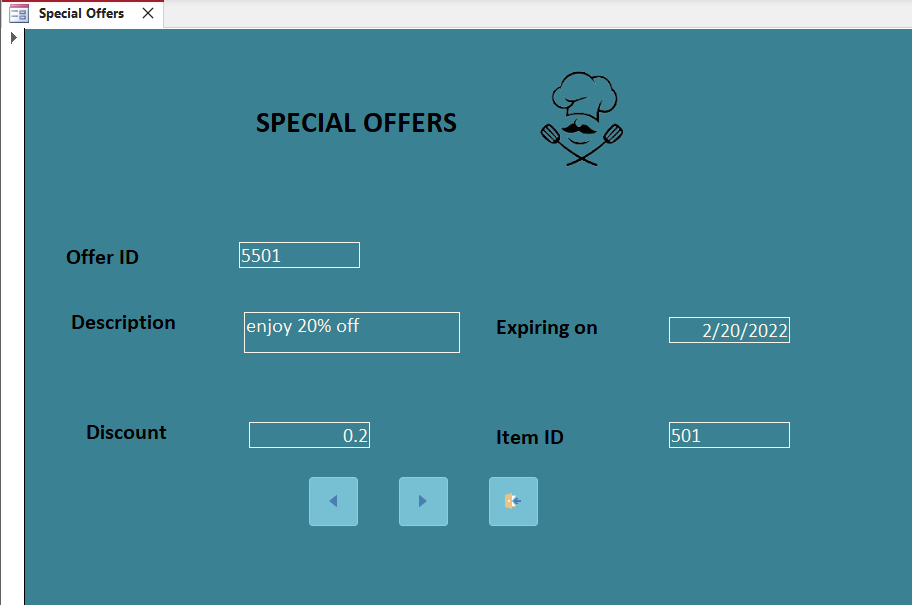 Special Offers
SPECIAL OFFERS
Offer ID 5501
Description enjoy 20% off Expiring on 2/20/2022
Discount 0.2 Item ID 501